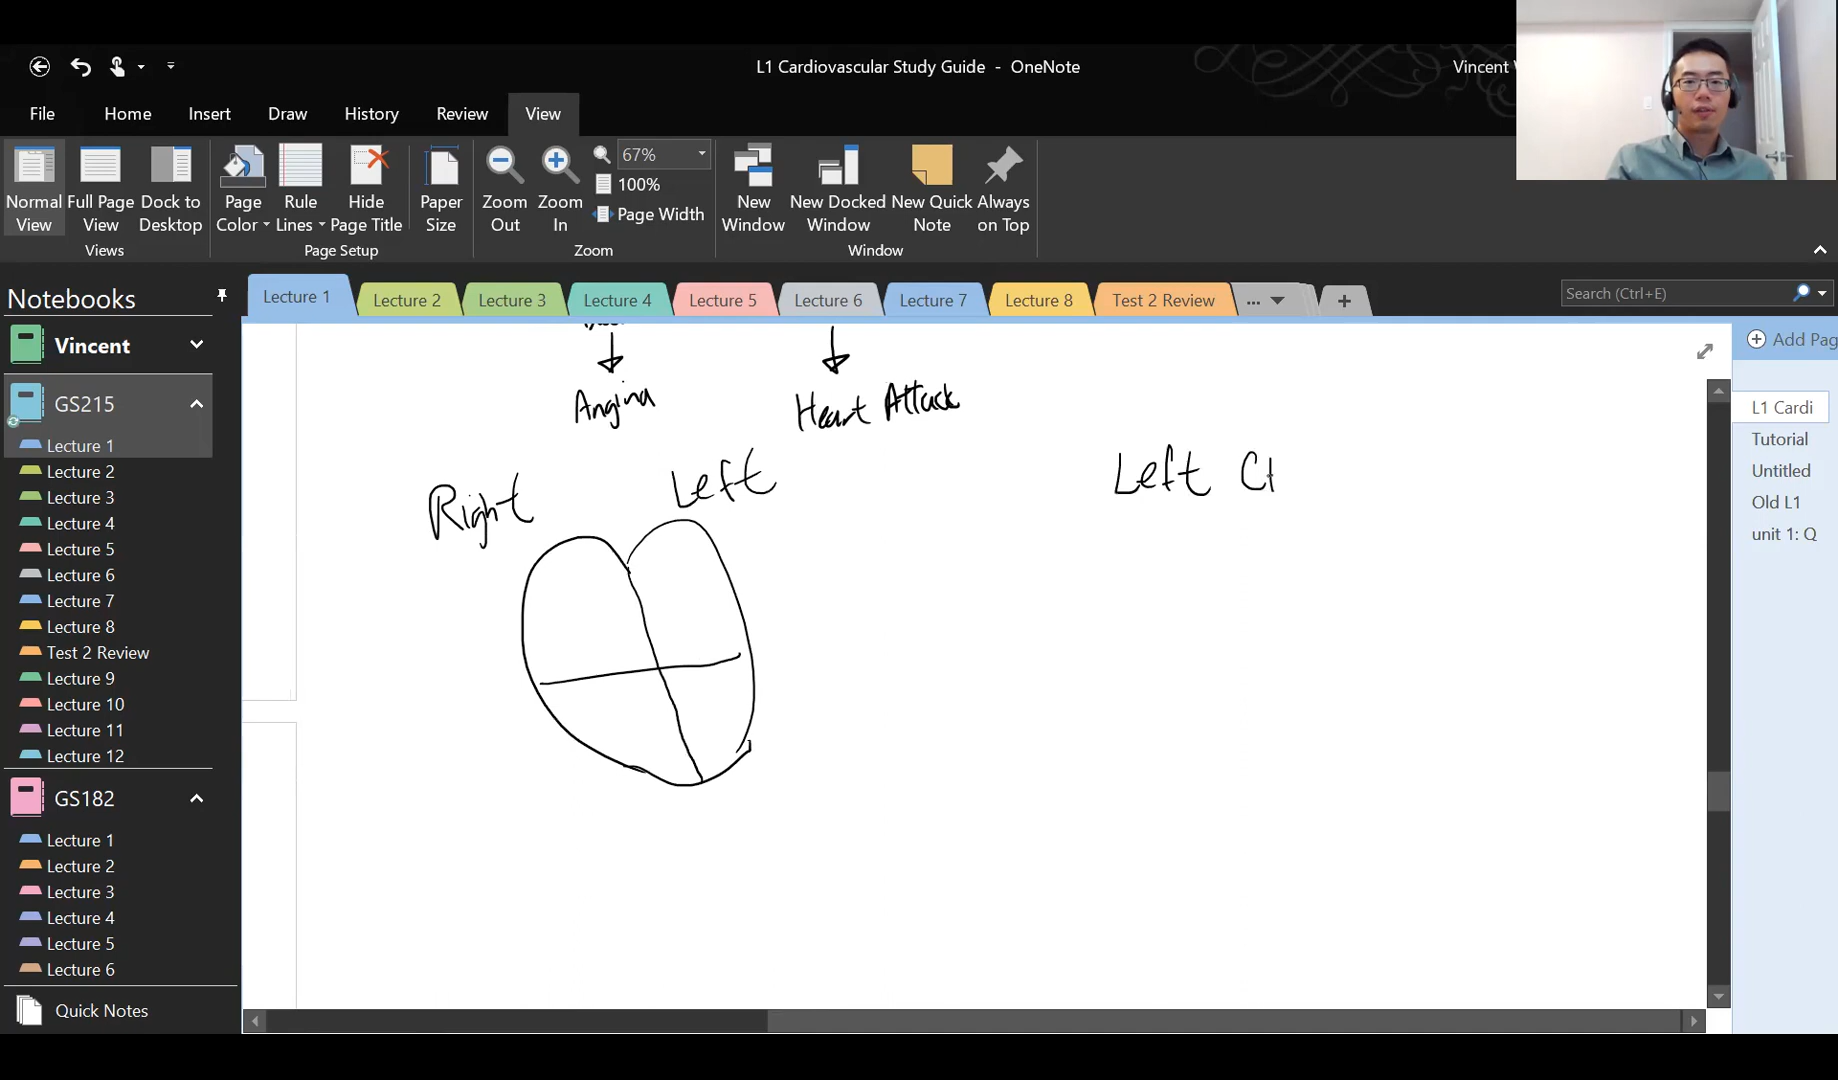 L1 Cardiovascular Study Guide - OneNote
Vincent
File Home Insert Draw History Review View
Normal View
Full Page View
Dock to Desktop
Views
Page Color
Rule Lines
Hide Page Title
Paper Size
Page Setup
Zoom Out
Zoom In
67%
100%
Page Width
Zoom
New Window
New Docked Window
New Quick Note
Always on Top
Window
Notebooks
Lecture 1 Lecture 2 Lecture 3 Lecture 4 Lecture 5 Lecture 6 Lecture 7 Lecture 8 Test 2 Review ...
Search (Ctrl+E)
Vincent
GS215
Lecture 1
Lecture 2
Lecture 3
Lecture 4
Lecture 5
Lecture 6
Lecture 7
Lecture 8
Test 2 Review
Lecture 9
Lecture 10
Lecture 11
Lecture 12
GS182
Lecture 1
Lecture 2
Lecture 3
Lecture 4
Lecture 5
Lecture 6
Quick Notes
Angina Heart Attack
Right Left
Left
Add Pag
L1 Cardi
Tutorial
Untitled
Old L1
unit 1: Q